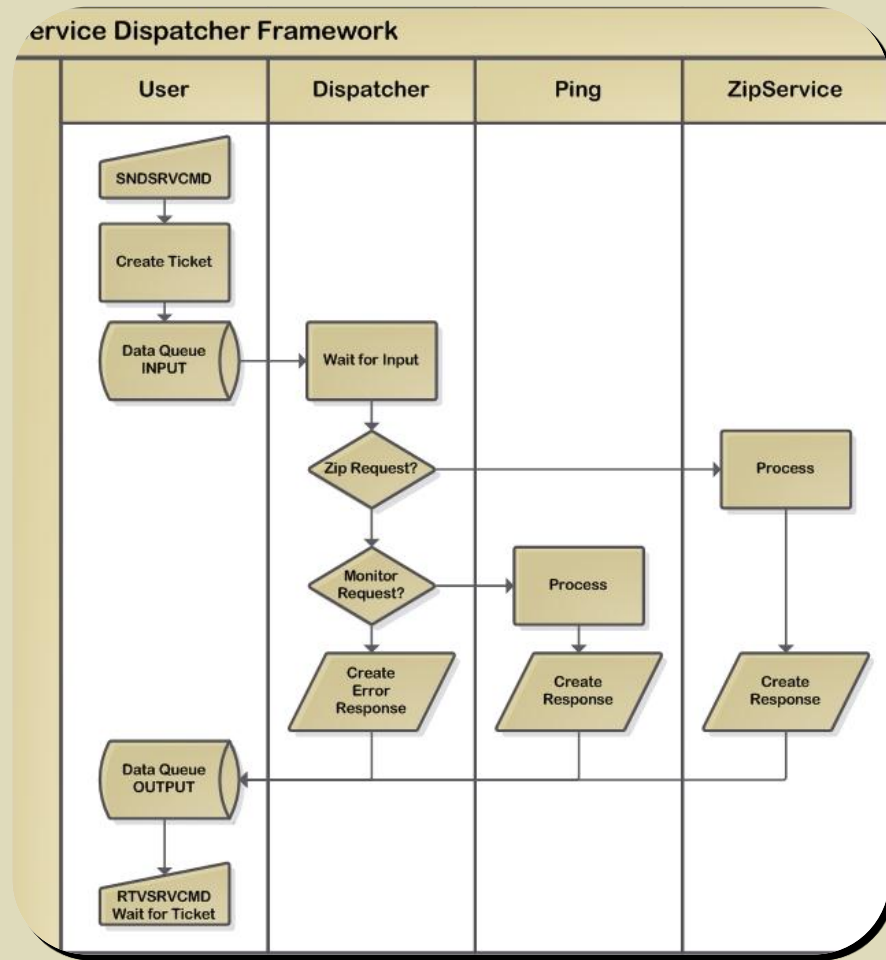 ervice Dispatcher Framework
User
Dispatcher
Ping
ZipService
SNDSRVCMD
Create Ticket
Data Queue
INPUT
Wait for Input
Zip Request?
Process
Monitor
Request?
Process
Create
Error
Response
Create
Response
Create
Response
Data Queue
OUTPUT
RTVSRVCMD
Wait for Ticket